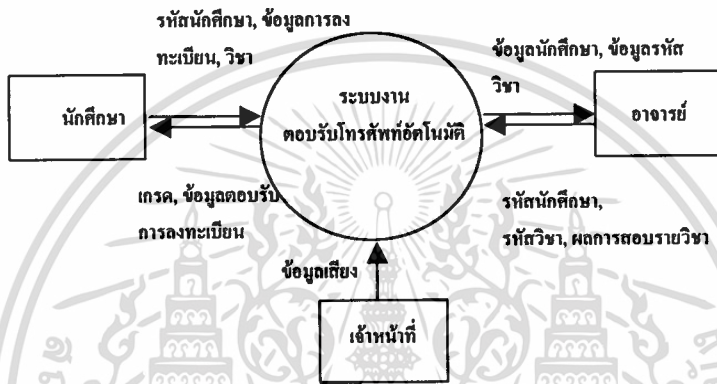 รหัสนักศึกษา, ข้อมูลการลง
ทะเบียน, วิชา
ข้อมูลนักศึกษา, ข้อมูลรหัส
วิชา
นักศึกษา
ระบบงาน
ตอบรับโทรศัพท์อัตโนมัติ
อาจารย์
เกรด, ข้อมูลตอบรับ
การลงทะเบียน
รหัสนักศึกษา,
รหัสวิชา, ผลการสอบรายวิชา
ข้อมูลเสียง
เจ้าหน้าที่